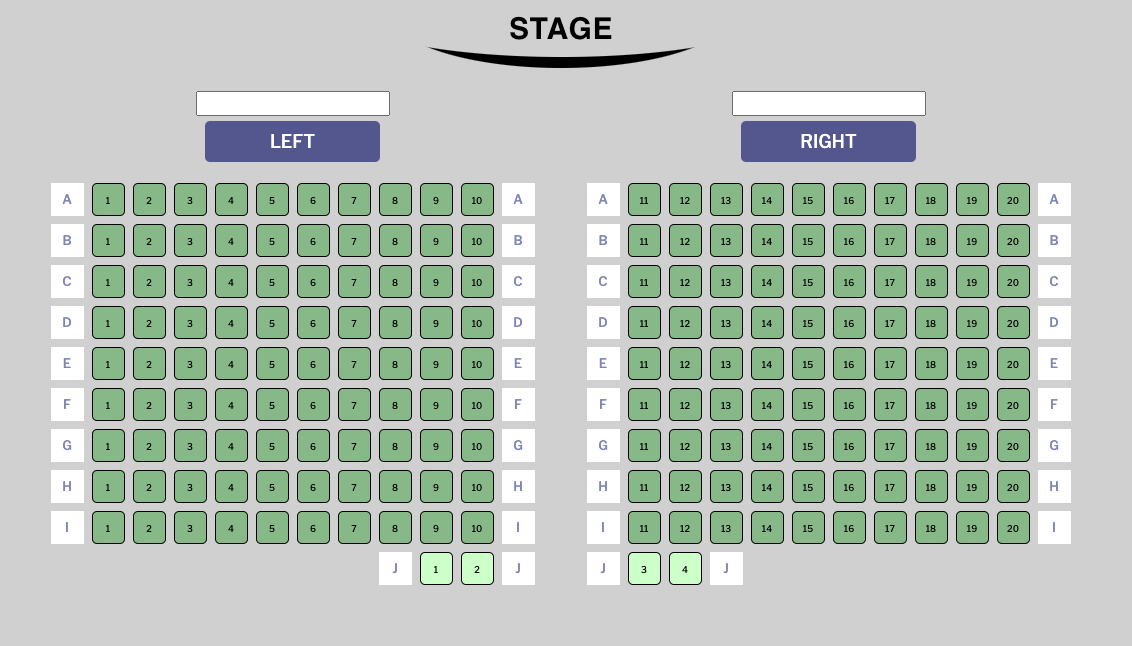 STAGE
LEFT RIGHT
A 1 2 3 4 5 6 7 8 9 10 A A 11 12 13 14 15 16 17 18 19 20 A
B 1 2 3 4 5 6 7 8 9 10 B B 11 12 13 14 15 16 17 18 19 20 B
C 1 2 3 4 5 6 7 8 9 10 C C 11 12 13 14 15 16 17 18 19 20 C
D 1 2 3 4 5 6 7 8 9 10 D D 11 12 13 14 15 16 17 18 19 20 D
E 1 2 3 4 5 6 7 8 9 10 E E 11 12 13 14 15 16 17 18 19 20 E
F 1 2 3 4 5 6 7 8 9 10 F F 11 12 13 14 15 16 17 18 19 20 F
G 1 2 3 4 5 6 7 8 9 10 G G 11 12 13 14 15 16 17 18 19 20 G
H 1 2 3 4 5 6 7 8 9 10 H H 11 12 13 14 15 16 17 18 19 20 H
I 1 2 3 4 5 6 7 8 9 10 I I 11 12 13 14 15 16 17 18 19 20 I
J 1 2 J J 3 4 J